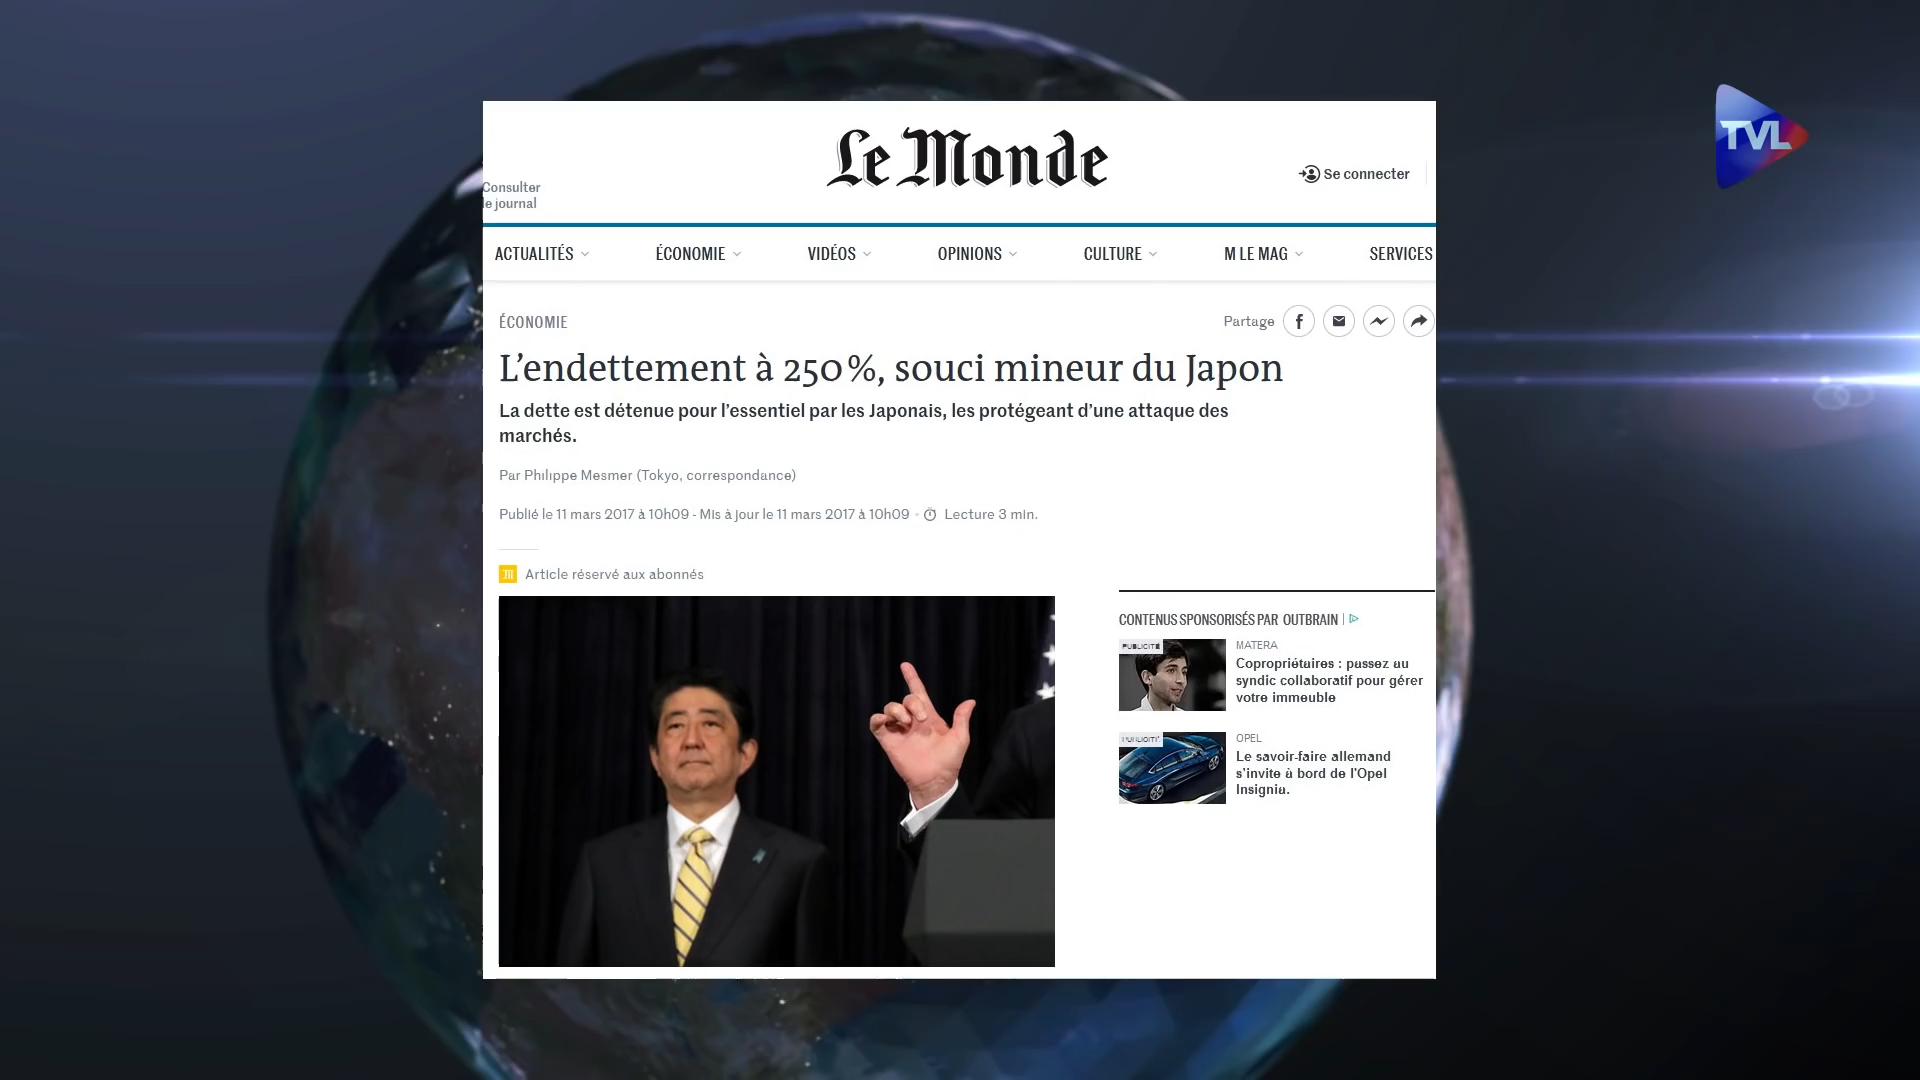 TVL
Le Monde
Consulter
le journal
Se connecter
ACTUALITÉS
ÉCONOMIE
VIDÉOS
OPINIONS
CULTURE
M LE MAG
SERVICES
ÉCONOMIE
Partage
L’endettement à 250 %, souci mineur du Japon
La dette est détenue pour l’essentiel par les Japonais, les protégeant d’une attaque des
marchés.
Par Philippe Mesmer (Tokyo, correspondance)
Publié le 11 mars 2017 à 10h09 - Mis à jour le 11 mars 2017 à 10h09 • Lecture 3 min.
Article réservé aux abonnés
CONTENUS SPONSORISÉS PAR OUTBRAIN |
PUBLICITÉ
MATERA
Copropriétaires : passez au
syndic collaboratif pour gérer
votre immeuble
PUBLICITÉ
OPEL
Le savoir-faire allemand
s'invite à bord de l'Opel
Insignia.